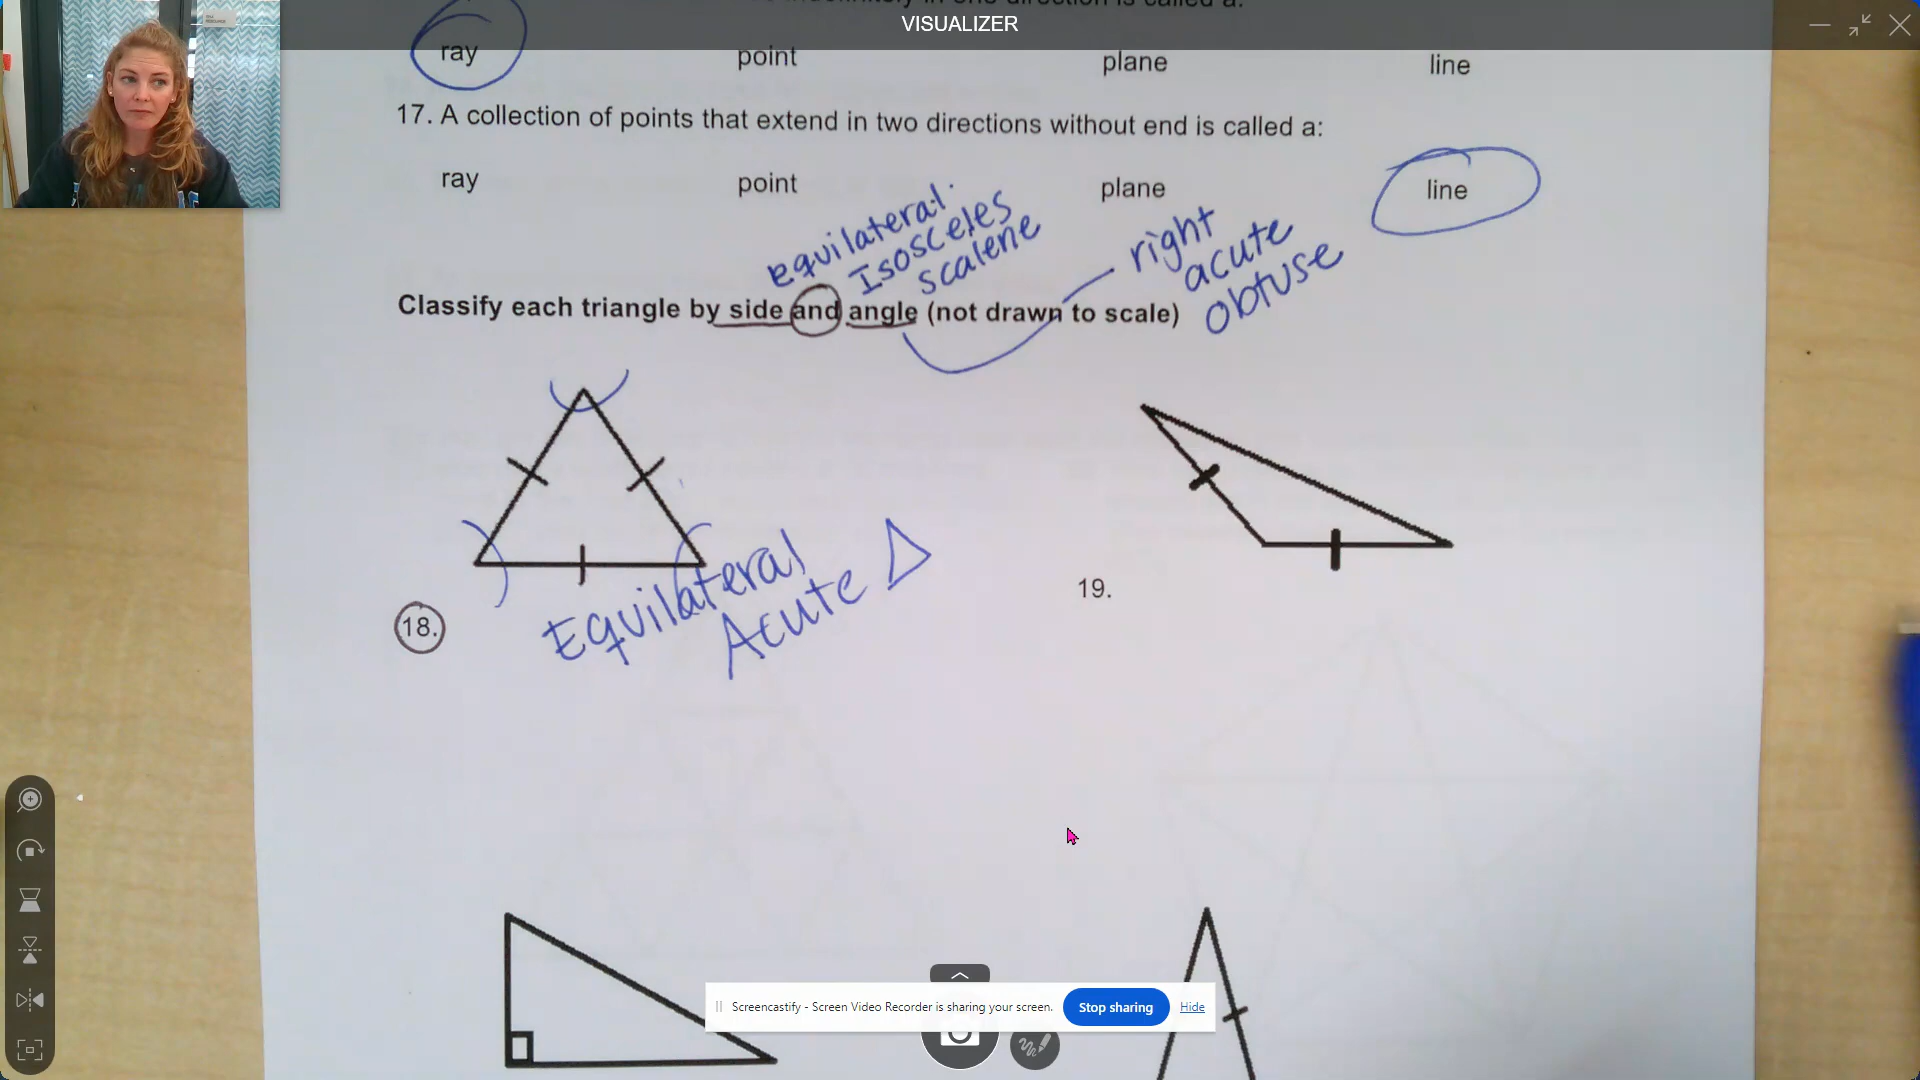 VISUALIZER
ray point plane line
17. A collection of points that extend in two directions without end is called a:
ray point plane line
equilateral
Isosceles
scalene
right
acute
obtuse
Classify each triangle by side and angle (not drawn to scale)
18.
Equilateral
Acute
19.
Screencastify - Screen Video Recorder is sharing your screen.
Stop sharing
Hide